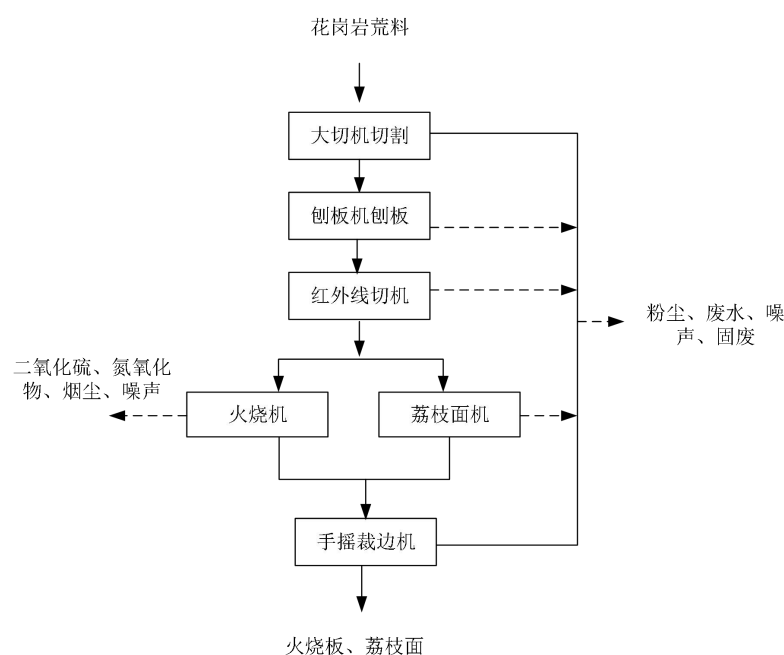 花岗岩荒料
大切机切割
刨板机刨板
红外线切机
粉尘、废水、噪
声、固废
二氧化硫、氮氧化
物、烟尘、噪声
火烧机
荔枝面机
手摇裁边机
火烧板、荔枝面